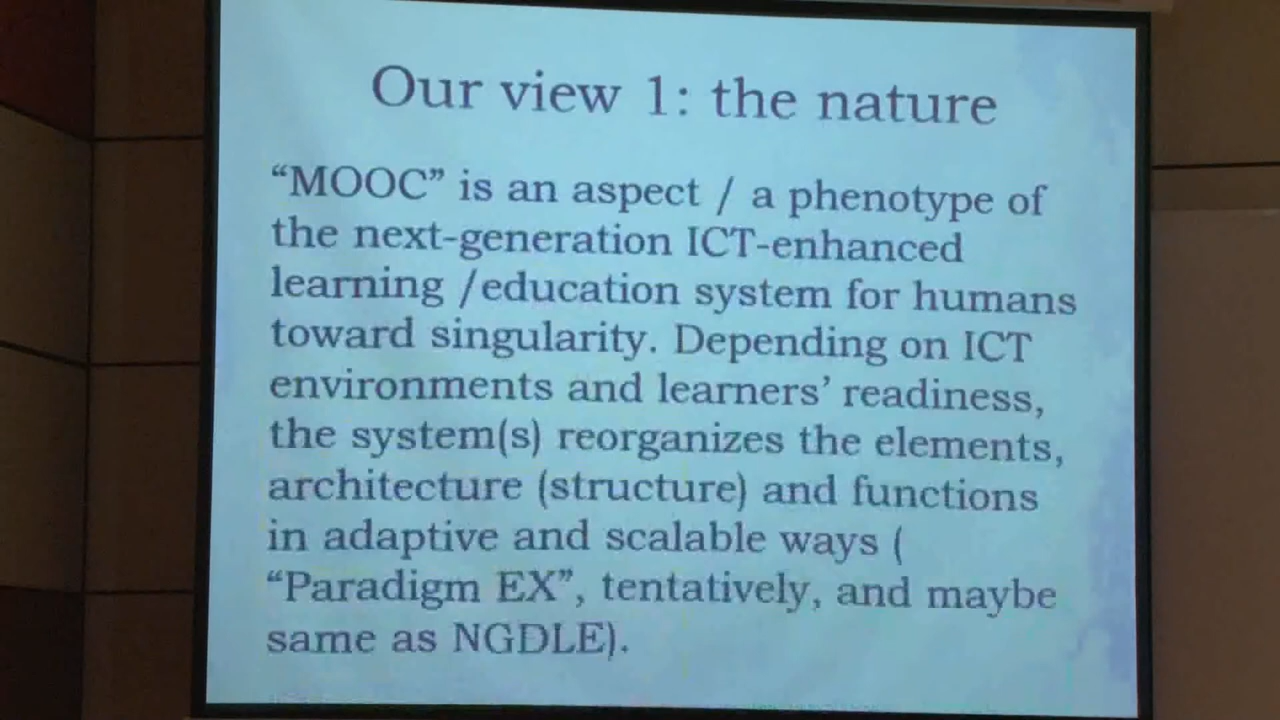 Our view 1: the nature
“MOOC” is an aspect / a phenotype of
the next-generation ICT-enhanced
learning /education system for humans
toward singularity. Depending on ICT
environments and learners’ readiness,
the system(s) reorganizes the elements,
architecture (structure) and functions
in adaptive and scalable ways (
“Paradigm EX”, tentatively, and maybe
same as NGDLE).